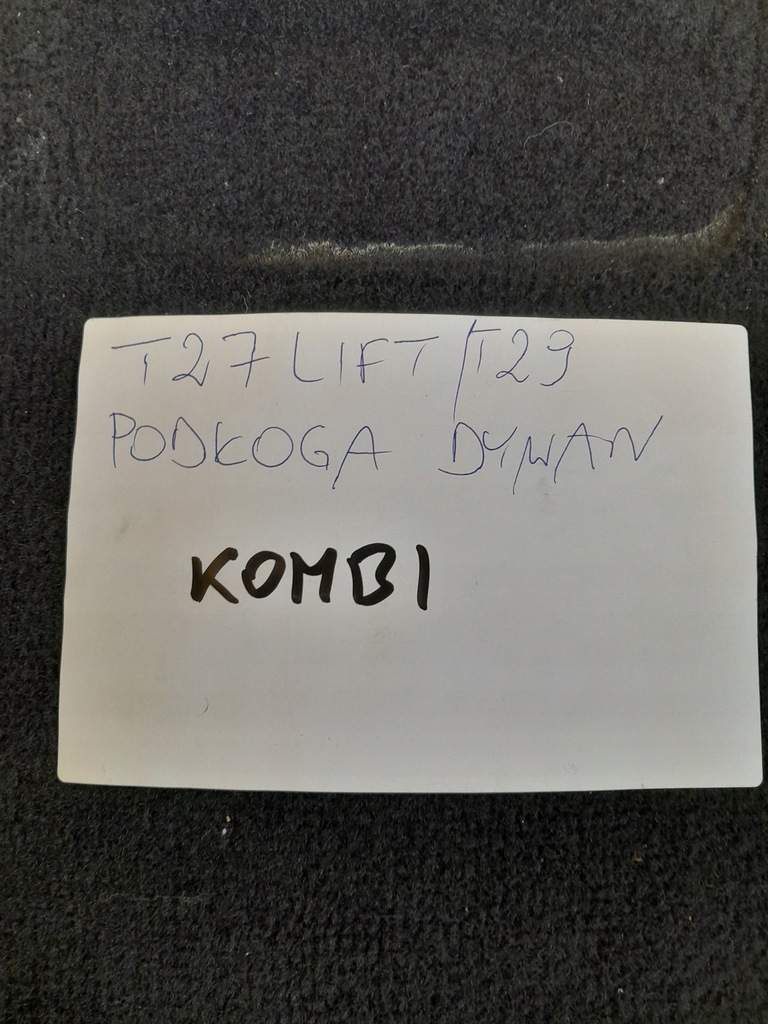 T27 LIFT/T29
PODŁOGA DYWAN
KOMBI